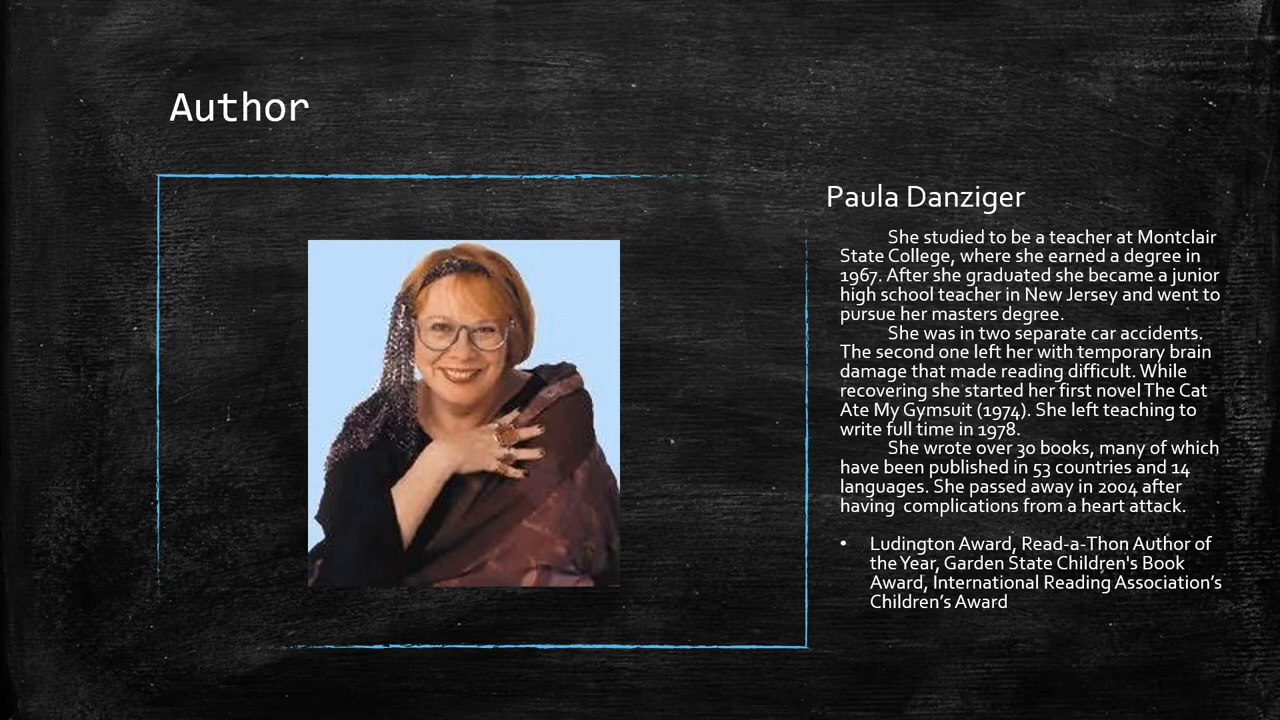 Author
Paula Danziger
She studied to be a teacher at Montclair
State College, where she earned a degree in
1967. After she graduated she became a junior
high school teacher in New Jersey and went to
pursue her masters degree.
She was in two separate car accidents.
The second one left her with temporary brain
damage that made reading difficult. While
recovering she started her first novel The Cat
Ate My Gymsuit (1974). She left teaching to
write full time in 1978.
She wrote over 30 books, many of which
have been published in 53 countries and 14
languages. She passed away in 2004 after
having  complications from a heart attack.
• Ludington Award, Read-a-Thon Author of
the Year, Garden State Children's Book
Award, International Reading Association’s
Children’s Award